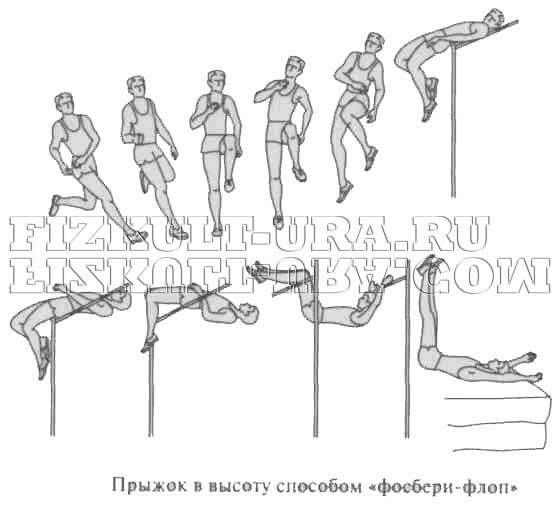 FIZKULT-URA.RU
FIZKULT-URA.COM
Прыжок в высоту способом «фосбери-флоп»